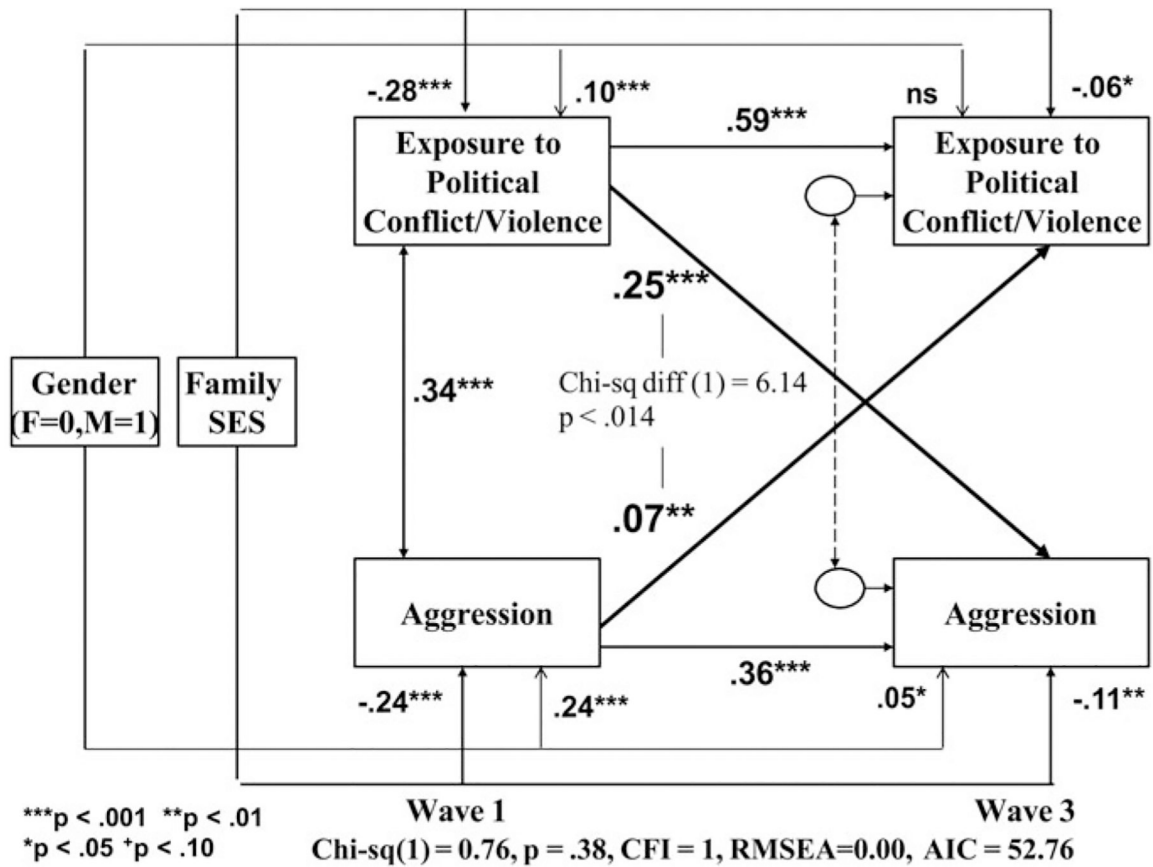 -.28***
.10***
ns
-.06*
Exposure to
Political
Conflict/Violence
.59***
Exposure to
Political
Conflict/Violence
.25***
Gender
(F=0,M=1)
Family
SES
.34***
Chi-sq diff (1) = 6.14
p < .014
.07**
Aggression
Aggression
.36***
-.24***
.24***
.05*
-.11**
***p < .001 **p < .01
*p < .05 +p < .10
Wave 1
Wave 3
Chi-sq(1) = 0.76, p = .38, CFI = 1, RMSEA=0.00, AIC = 52.76